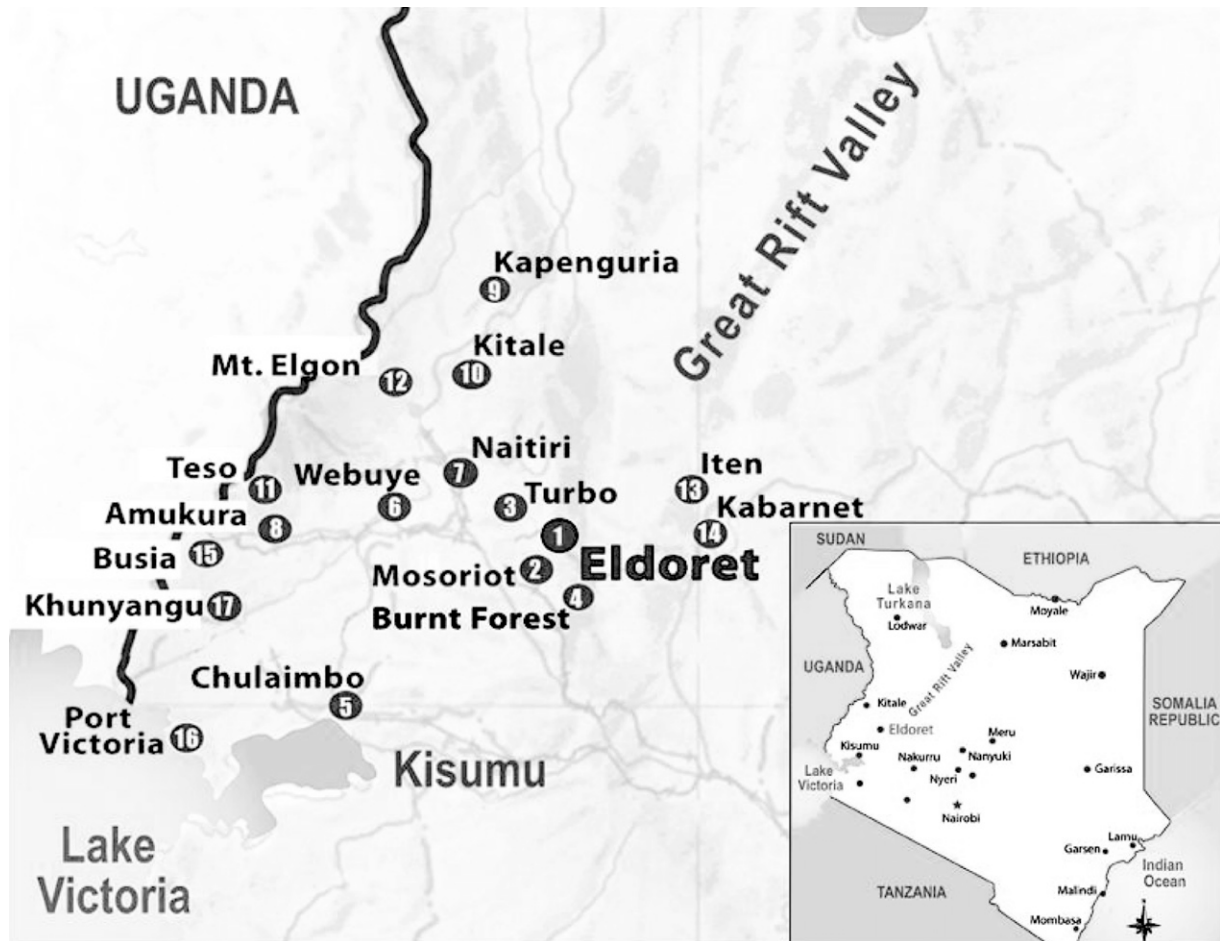 UGANDA
Great Rift Valley
Kapenguria
9
Kitale
10
Mt. Elgon
12
Naitiri
7
Teso
11
Webuye
6
Turbo
3
Iten
13
Kabarnet
14
Amukura
8
Busia
15
1
Eldoret
Mosoriot
2
Burnt Forest
4
Khunyangu
17
Chulaimbo
5
Port
Victoria
16
Kisumu
Lake
Victoria
SUDAN
ETHIOPIA
Lake
Turkana
Lodwar
Moyale
Marsabit
Wajir
UGANDA
Great Rift Valley
SOMALIA
REPUBLIC
Kitale
Eldoret
Kisumu
Meru
Nanyuki
Nakurru
Nyeri
Garissa
Lake
Victoria
Nairobi
Lamu
Garsen
Indian
Ocean
Malindi
TANZANIA
Mombasa